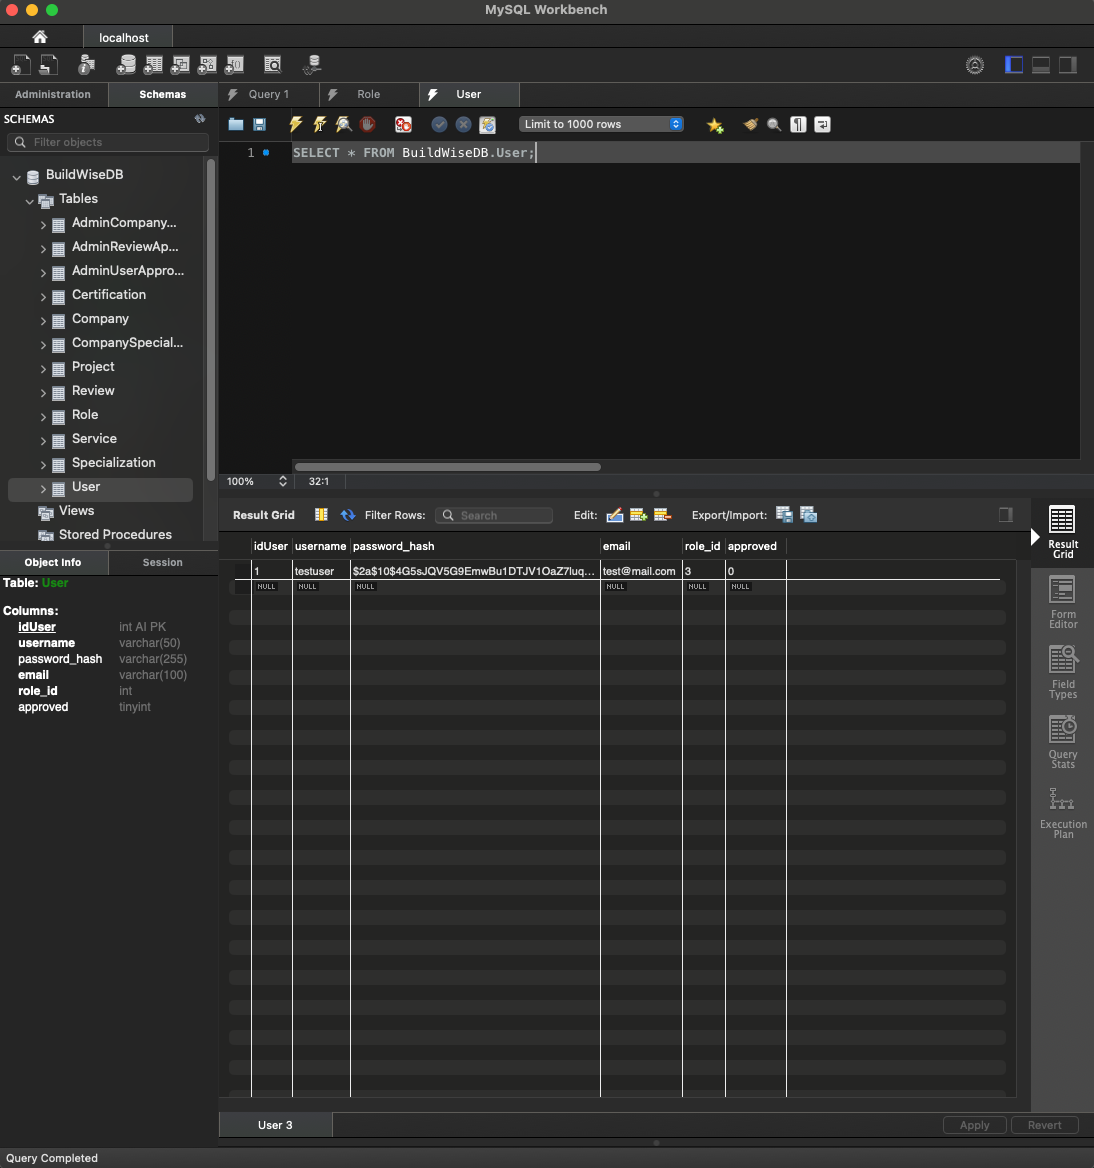 MySQL Workbench
localhost
Administration
Schemas
Query 1
Role
User
SCHEMAS
Filter objects
Limit to 1000 rows
1
SELECT * FROM BuildWiseDB.User;
BuildWiseDB
Tables
AdminCompany...
AdminReviewAp...
AdminUserAppro...
Certification
Company
CompanySpecial...
Project
Review
Role
Service
Specialization
User
Views
Stored Procedures
100%
32:1
Result Grid
Filter Rows:
Search
Edit:
Export/Import:
idUser username password_hash email role_id approved
1 testuser $2a$10$4G5sJQV5G9EmwBu1DTJV1OaZ7luq... test@mail.com 3 0
NULL NULL NULL NULL NULL NULL
Result
Grid
Form
Editor
Field
Types
Query
Stats
Execution
Plan
Object Info
Session
Table: User
Columns:
idUser int AI PK
username varchar(50)
password_hash varchar(255)
email varchar(100)
role_id int
approved tinyint
User 3
Apply
Revert
Query Completed